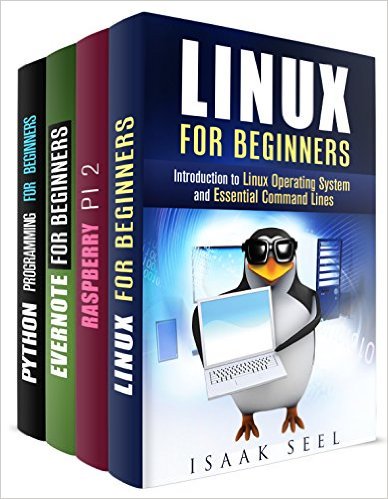 PYTHON PROGRAMMING FOR BEGINNERS
EVERNOTE FOR BEGINNERS
RASPBERRY PI 2
LINUX FOR BEGINNERS
LINUX
FOR BEGINNERS
Introduction to Linux Operating System
and Essential Command Lines
ISAAK SEEL